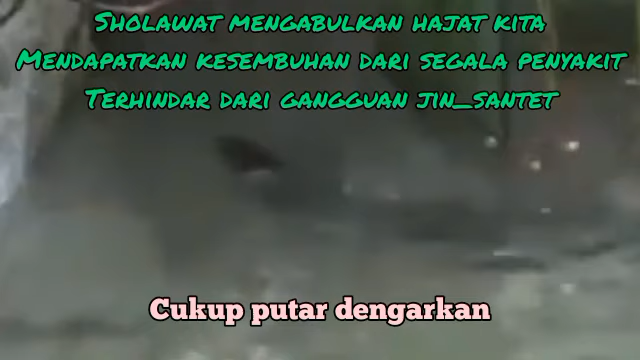 Sholawat mengabulkan hajat kita
Mendapatkan kesembuhan dari segala penyakit
Terhindar dari gangguan jin_santet
Cukup putar dengarkan